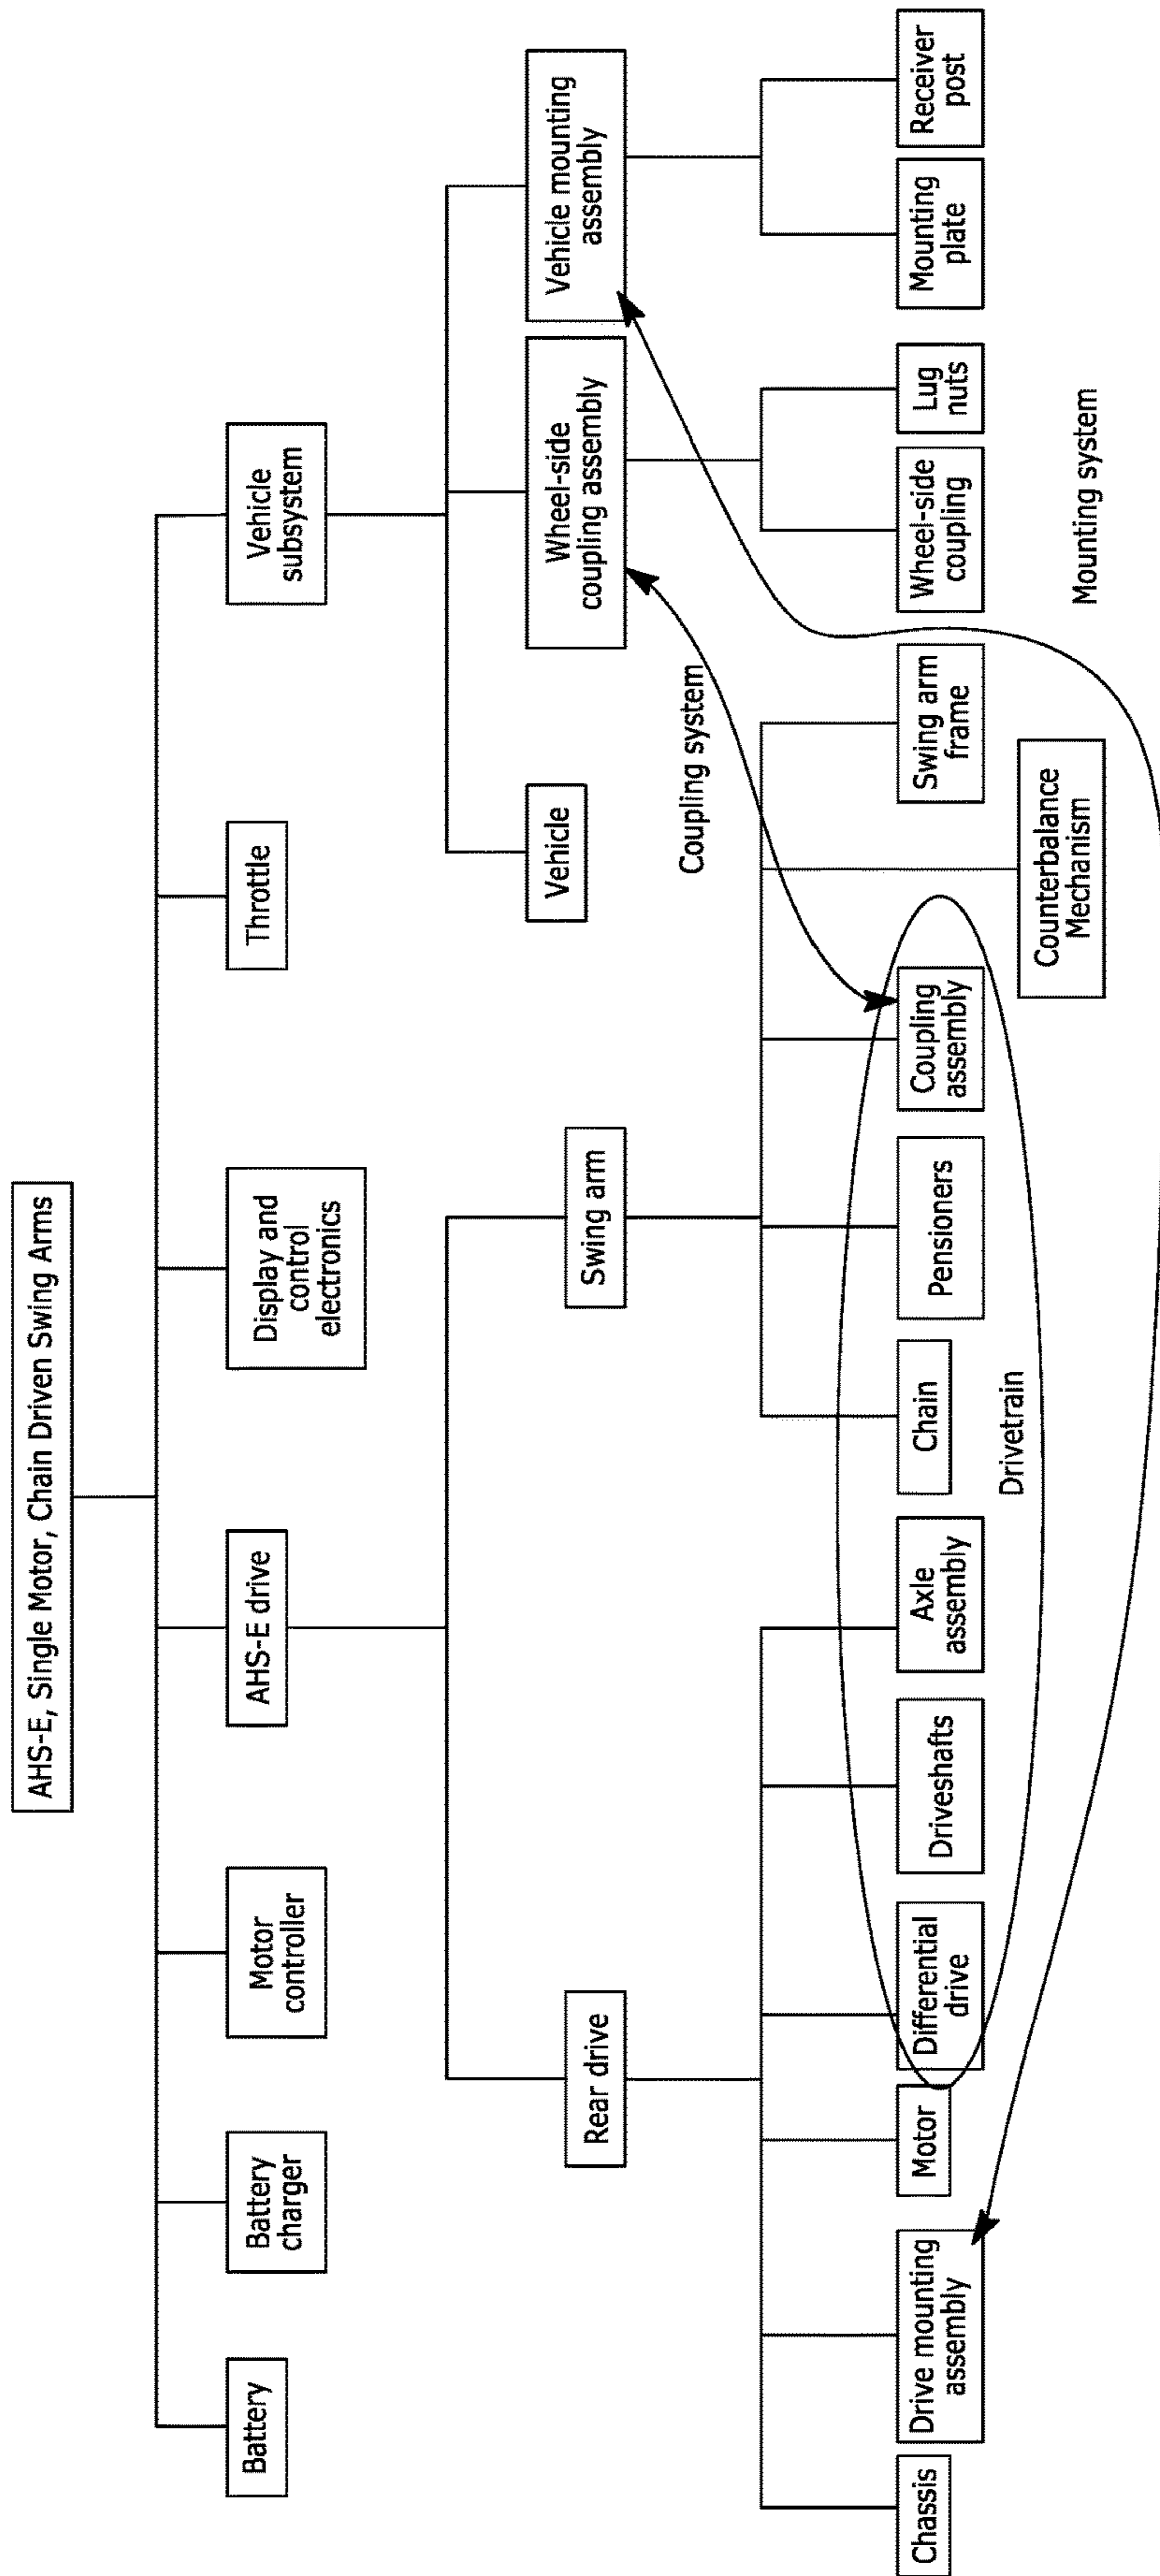 AHS-E, Single Motor, Chain Driven Swing Arms
Battery
Battery
charger
Motor
controller
AHS-E drive
Display and
control
electronics
Throttle
Vehicle
subsystem
Rear drive
Swing arm
Vehicle
Wheel-side
coupling assembly
Vehicle mounting
assembly
Coupling system
Chassis
Drive mounting
assembly
Motor
Differential
drive
Driveshafts
Axle
assembly
Chain
Pensioners
Coupling
assembly
Counterbalance
Mechanism
Swing arm
frame
Wheel-side
coupling
Lug
nuts
Mounting
plate
Receiver
post
Drivetrain
Mounting system